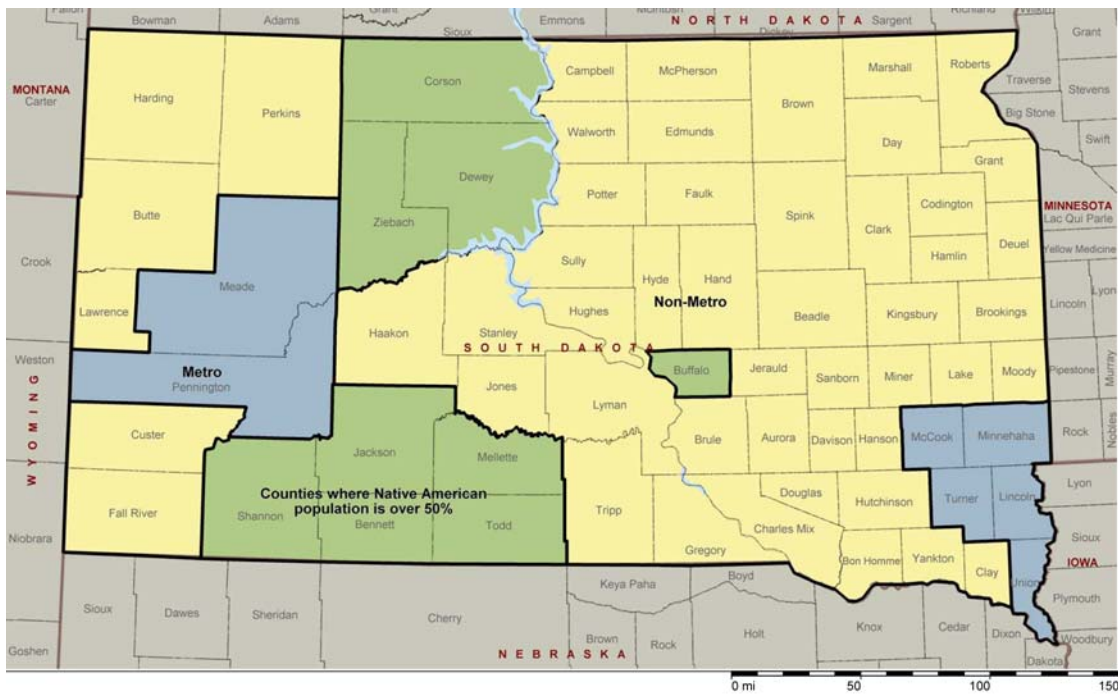 Fallon
Bowman
Adams
Grant
Sioux
Emmons
McIntosh
NORTH DAKOTA
Dickey
Sargent
Richland
Wilkin
Grant
MONTANA
Carter
Harding
Perkins
Corson
Campbell
McPherson
Brown
Marshall
Roberts
Traverse
Stevens
Big Stone
Swift
Walworth
Edmunds
Day
Grant
Dewey
Ziebach
Potter
Faulk
Spink
Codington
Clark
MINNESOTA
Lac Qui Parle
Butte
Deuel
Hamlin
Yellow Medicine
Crook
Meade
Sully
Hyde
Hand
Non-Metro
Lincoln
Lyon
Lawrence
Haakon
Stanley
Hughes
Beadle
Kingsbury
Brookings
SOUTH DAKOTA
Weston
Metro
Pennington
Buffalo
Jerauld
Sanborn
Miner
Lake
Moody
Pipestone
Murray
WYOMING
Jones
Lyman
Custer
Brule
Aurora
Davison
Hanson
McCook
Minnehaha
Rock
Nobles
Jackson
Mellette
Counties where Native American
population is over 50%
Shannon
Bennett
Todd
Tripp
Fall River
Douglas
Hutchinson
Turner
Lincoln
Lyon
Niobrara
Charles Mix
Gregory
Bon Homme
Yankton
Clay
Union
Sioux
IOWA
Plymouth
Sioux
Dawes
Sheridan
Cherry
Keya Paha
Boyd
Brown
Rock
Holt
Knox
Cedar
Dixon
Woodbury
Dakota
Goshen
NEBRASKA
0 mi
50
100
150